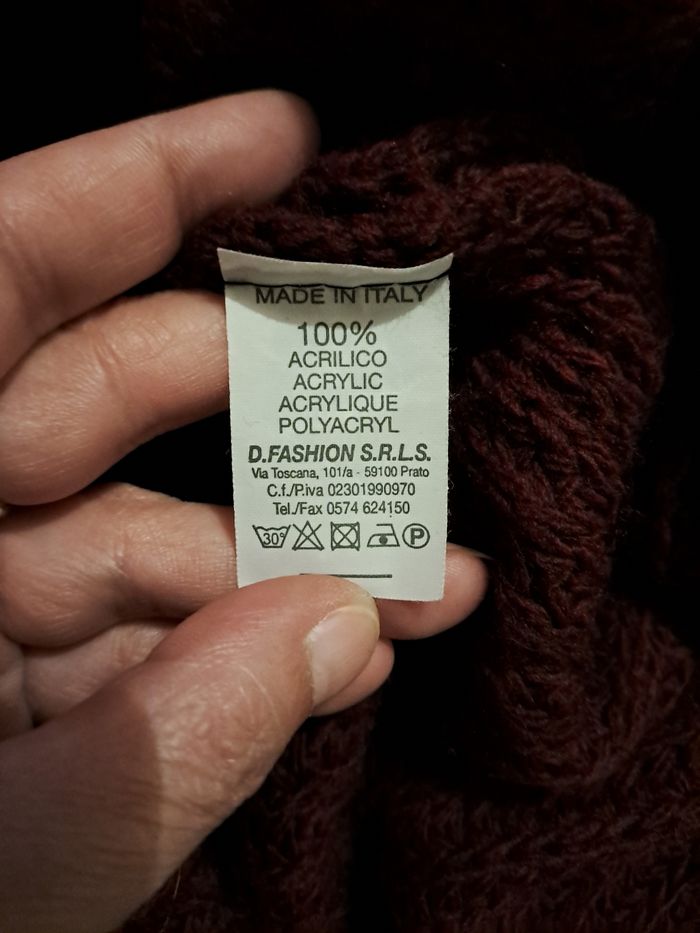 MADE IN ITALY
100%
ACRILICO
ACRYLIC
ACRYLIQUE
POLYACRYL
D.FASHION S.R.L.S.
Via Toscana, 101/a - 59100 Prato
C.f./P.iva 02301990970
Tel./Fax 0574 624150
30° P